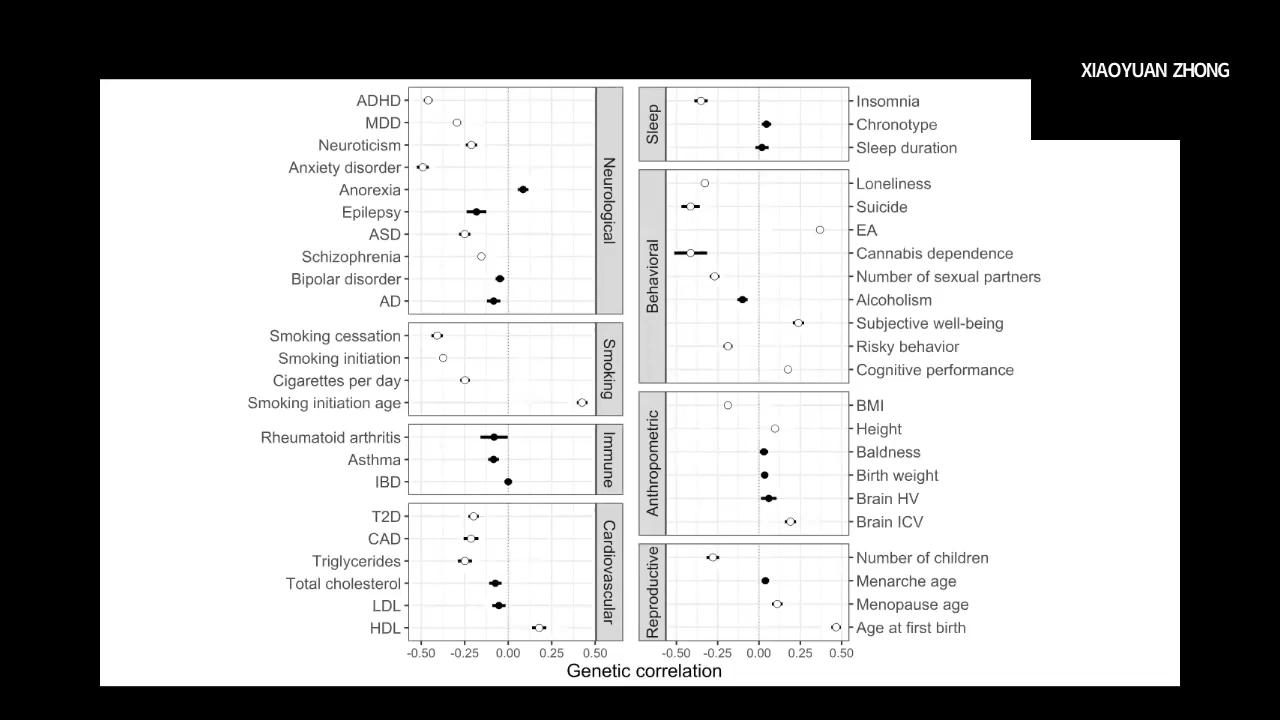 XIAOYUAN ZHONG
ADHD
MDD
Neuroticism
Anxiety disorder
Anorexia
Epilepsy
ASD
Schizophrenia
Bipolar disorder
AD
Neurological
Smoking cessation
Smoking initiation
Cigarettes per day
Smoking initiation age
Smoking
Rheumatoid arthritis
Asthma
IBD
Immune
T2D
CAD
Triglycerides
Total cholesterol
LDL
HDL
Cardiovascular
-0.50 -0.25 0.00 0.25 0.50
Sleep
Insomnia
Chronotype
Sleep duration
Behavioral
Loneliness
Suicide
EA
Cannabis dependence
Number of sexual partners
Alcoholism
Subjective well-being
Risky behavior
Cognitive performance
Anthropometric
BMI
Height
Baldness
Birth weight
Brain HV
Brain ICV
Reproductive
Number of children
Menarche age
Menopause age
Age at first birth
-0.50 -0.25 0.00 0.25 0.50
Genetic correlation